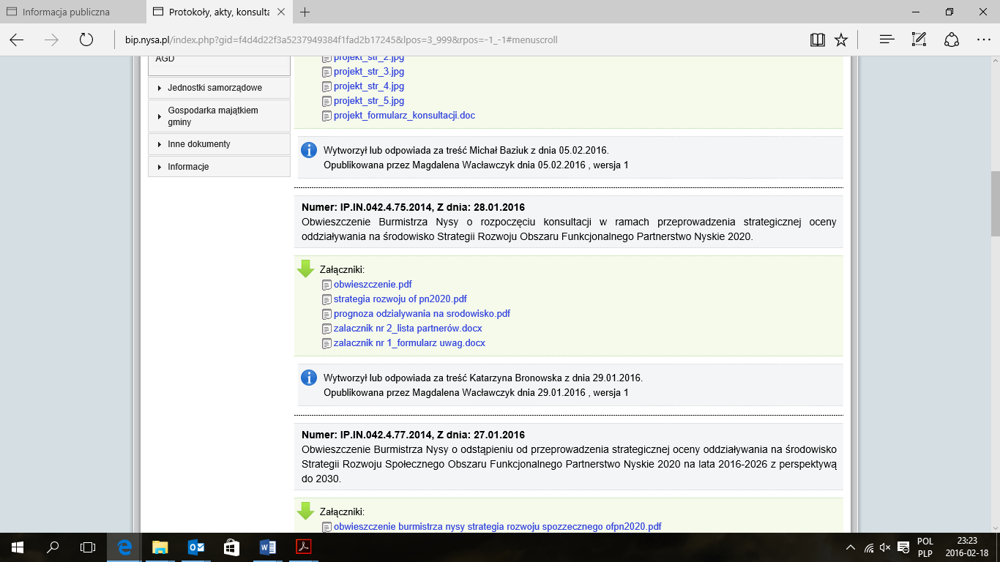 Informacja publiczna
Protokoły, akty, konsulta
bip.nysa.pl/index.php?gid=f4d4d22f3a5237949384f1fad2b17245&lpos=3_999&rpos=-1_-1#menuscroll
AGD
Jednostki samorządowe
Gospodarka majątkiem
gminy
Inne dokumenty
Informacje
projekt_str_2.jpg
projekt_str_3.jpg
projekt_str_4.jpg
projekt_str_5.jpg
projekt_formularz_konsultacji.doc
Wytworzył lub odpowiada za treść Michał Baziuk z dnia 05.02.2016.
Opublikowana przez Magdalena Wacławczyk dnia 05.02.2016 , wersja 1
Numer: IP.IN.042.4.75.2014, Z dnia: 28.01.2016
Obwieszczenie Burmistrza Nysy o rozpoczęciu konsultacji w ramach przeprowadzenia strategicznej oceny
oddziaływania na środowisko Strategii Rozwoju Obszaru Funkcjonalnego Partnerstwo Nyskie 2020.
Załączniki:
obwieszczenie.pdf
strategia rozwoju of pn2020.pdf
prognoza odzialywania na srodowisko.pdf
zalacznik nr 2_lista partnerów.docx
zalacznik nr 1_formularz uwag.docx
Wytworzył lub odpowiada za treść Katarzyna Bronowska z dnia 29.01.2016.
Opublikowana przez Magdalena Wacławczyk dnia 29.01.2016 , wersja 1
Numer: IP.IN.042.4.77.2014, Z dnia: 27.01.2016
Obwieszczenie Burmistrza Nysy o odstąpieniu od przeprowadzenia strategicznej oceny oddziaływania na środowisko
Strategii Rozwoju Społecznego Obszaru Funkcjonalnego Partnerstwo Nyskie 2020 na lata 2016-2026 z perspektywą
do 2030.
Załączniki:
obwieszczenie burmistrza nysy strategia rozwoju spozzecznego ofpn2020.pdf
POL
PLP
23:23
2016-02-18